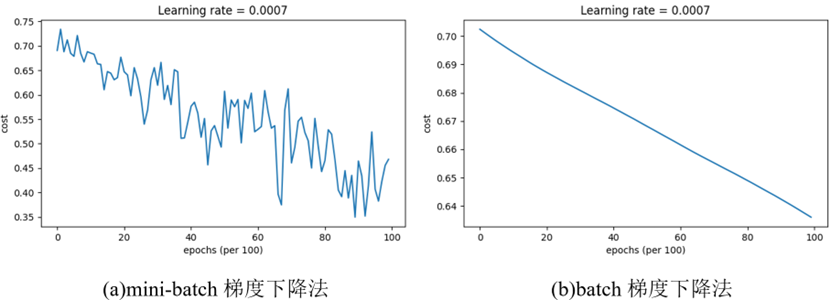 Learning rate = 0.0007
0.75
0.70
0.65
0.60
0.55
0.50
0.45
0.40
0.35
cost
0 20 40 60 80 100
epochs (per 100)
(a)mini-batch 梯度下降法
Learning rate = 0.0007
0.70
0.69
0.68
0.67
0.66
0.65
0.64
cost
0 20 40 60 80 100
epochs (per 100)
(b)batch 梯度下降法